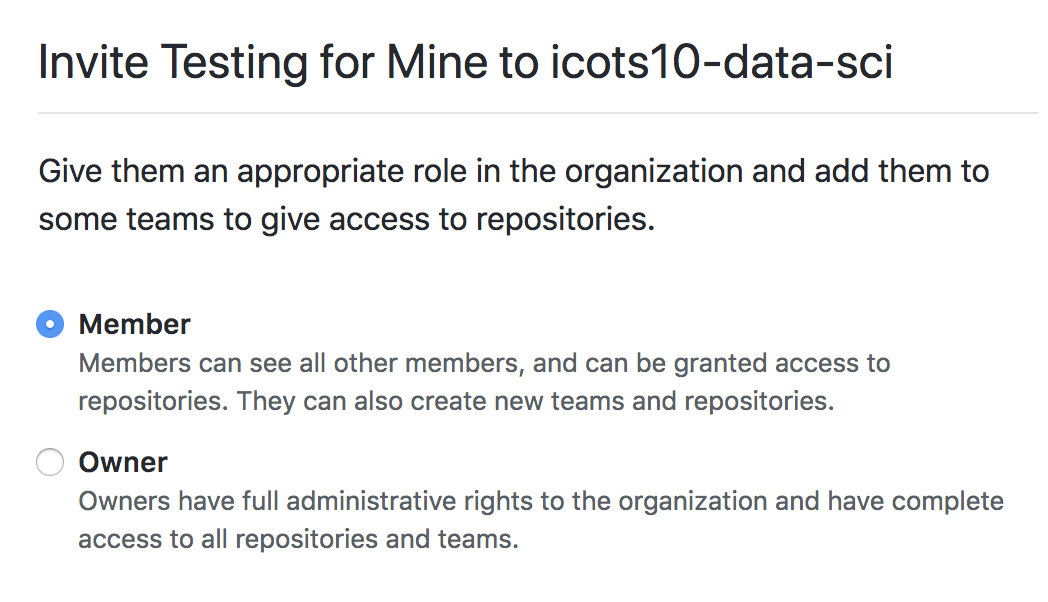 Invite Testing for Mine to icots10-data-sci
Give them an appropriate role in the organization and add them to
some teams to give access to repositories.
Member
Members can see all other members, and can be granted access to
repositories. They can also create new teams and repositories.
Owner
Owners have full administrative rights to the organization and have complete
access to all repositories and teams.